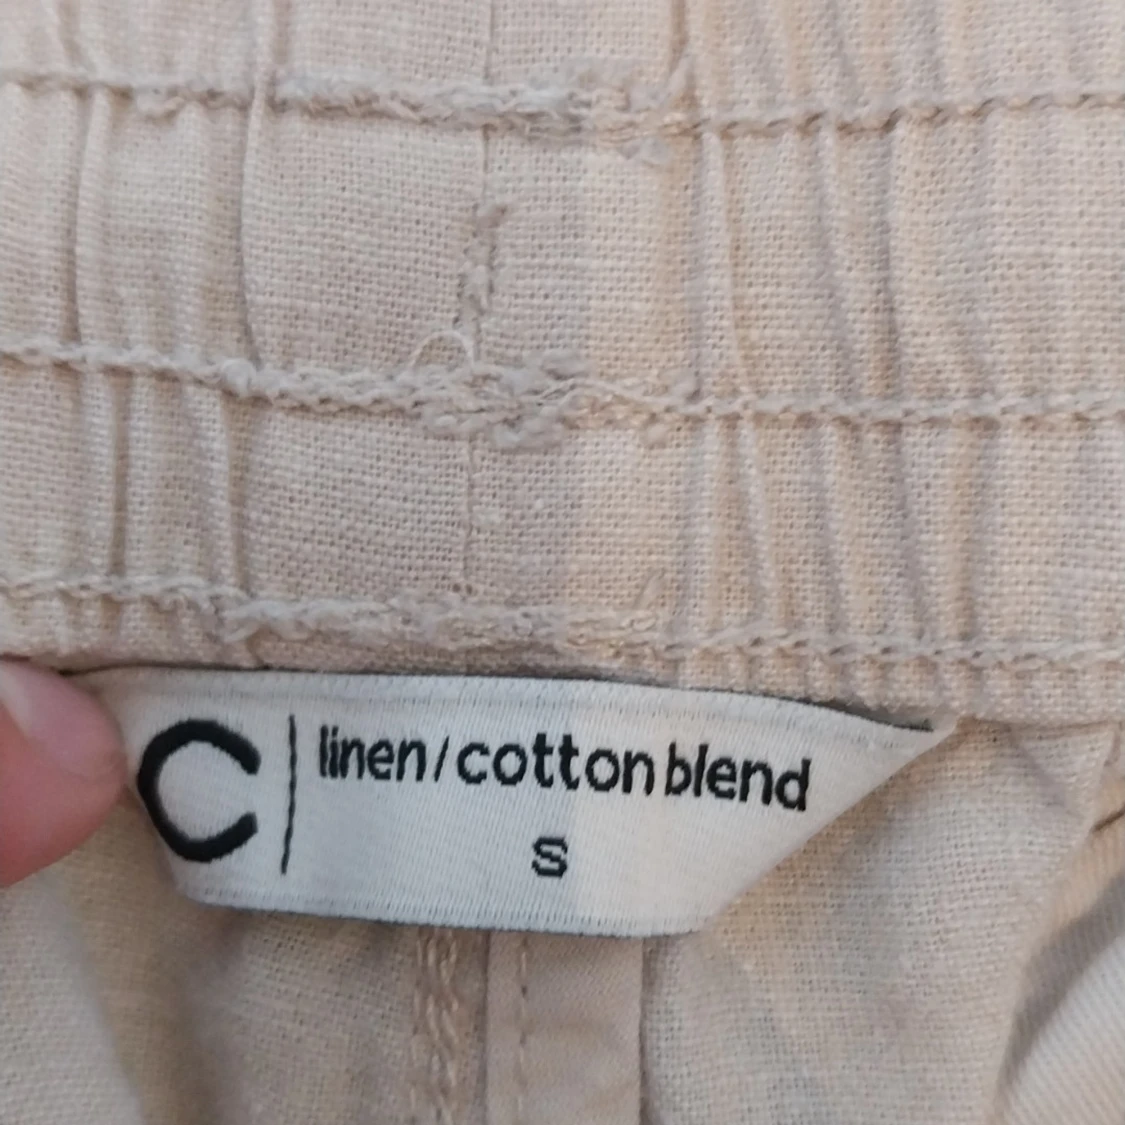 C | linen/cotton blend
S